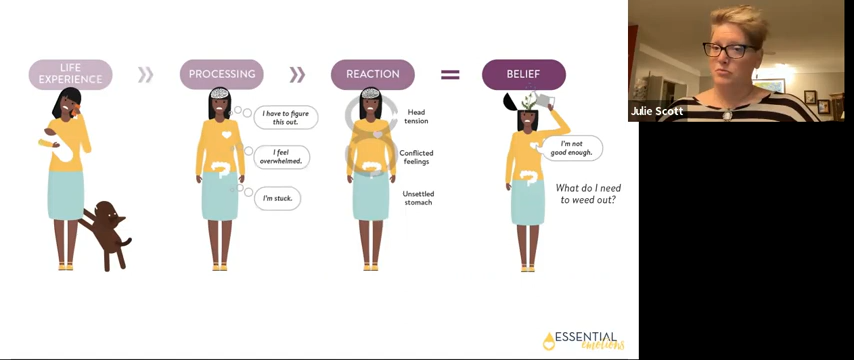 LIFE
EXPERIENCE
PROCESSING
REACTION
BELIEF
I have to figure
this out.
I feel
overwhelmed.
I'm stuck.
Head
tension
Conflicted
feelings
Unsettled
stomach
I'm not
good enough.
What do I need
to weed out?
ESSENTIAL
emotions
Julie Scott